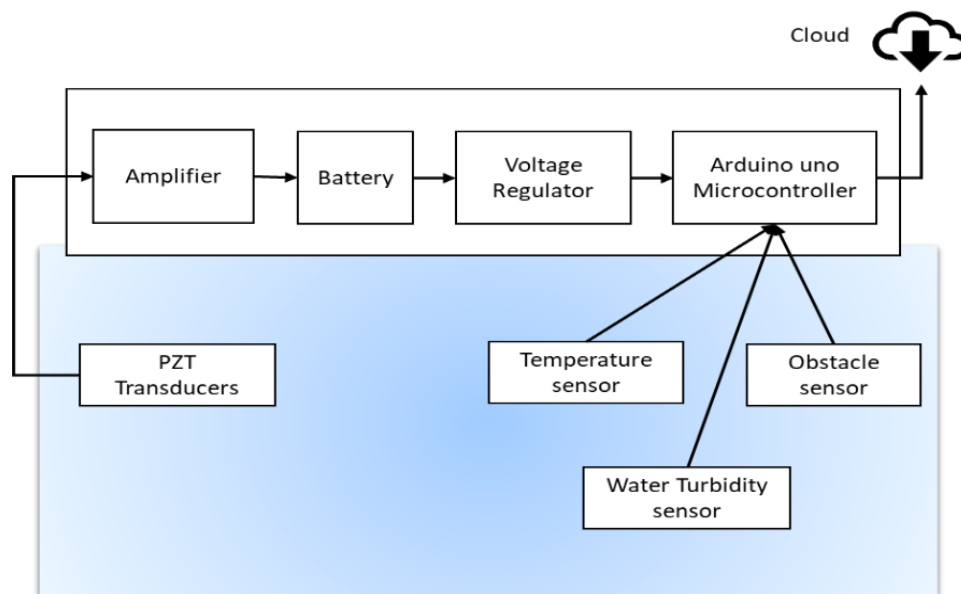 Cloud
Amplifier
Battery
Voltage
Regulator
Arduino uno
Microcontroller
PZT
Transducers
Temperature
sensor
Obstacle
sensor
Water Turbidity
sensor